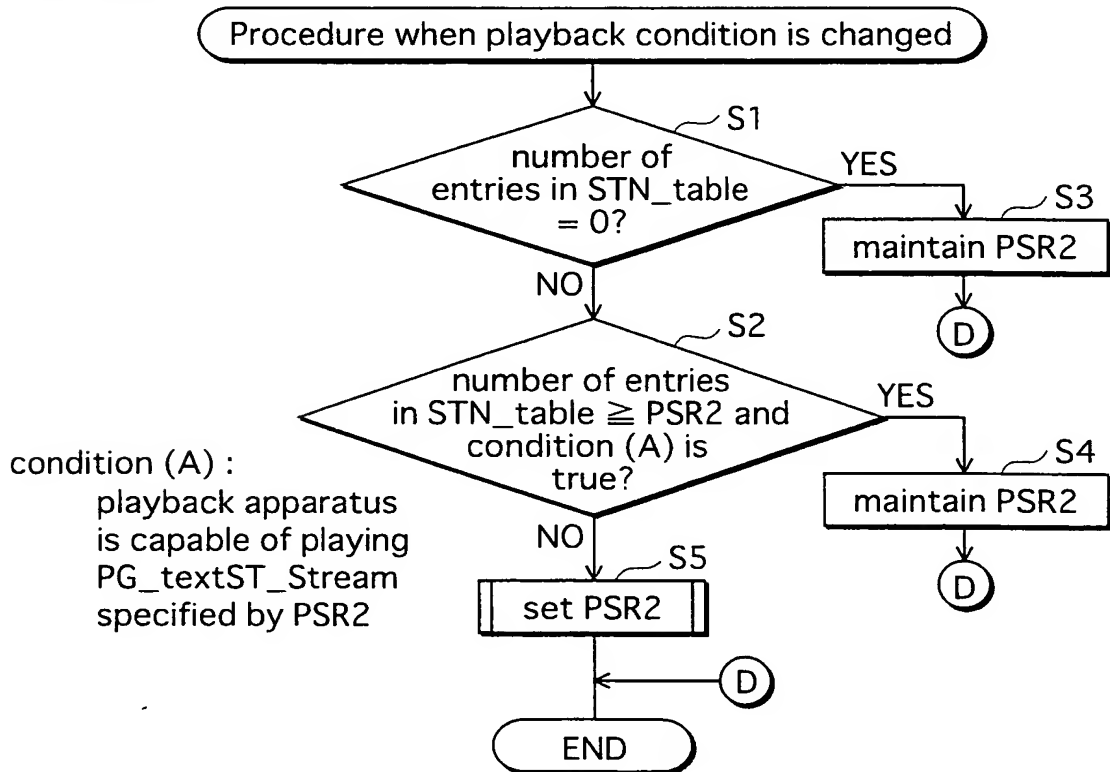 Procedure when playback condition is changed
S1
number of
entries in STN_table
= 0?
YES
S3
maintain PSR2
D
NO
S2
number of entries
in STN_table ≧ PSR2 and
condition (A) is
true?
YES
S4
maintain PSR2
D
condition (A) :
playback apparatus
is capable of playing
PG_textST_Stream
specified by PSR2
NO
S5
set PSR2
D
END